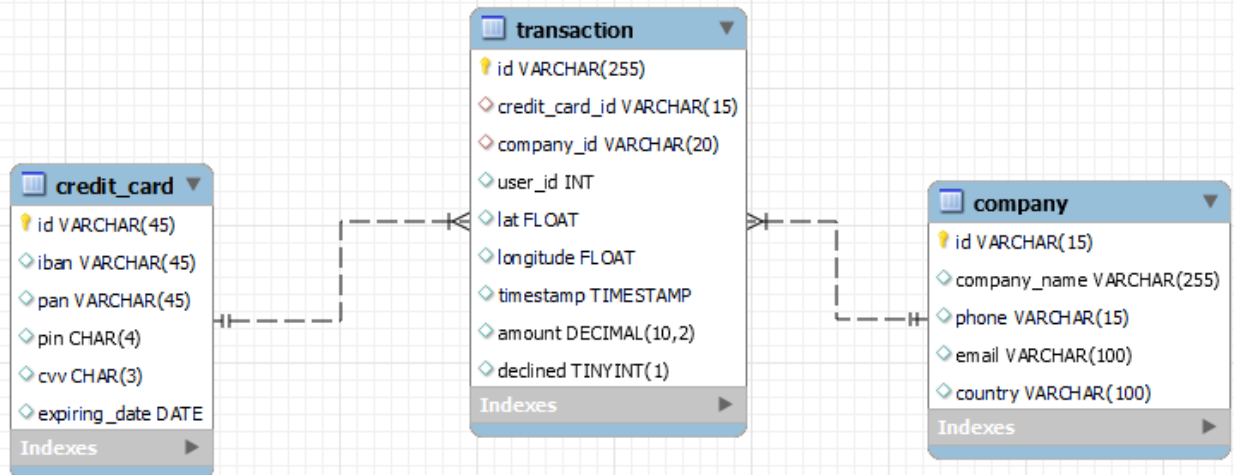 transaction
id VARCHAR(255)
credit_card_id VARCHAR(15)
company_id VARCHAR(20)
user_id INT
lat FLOAT
longitude FLOAT
timestamp TIMESTAMP
amount DECIMAL(10,2)
declined TINYINT(1)
Indexes
credit_card
id VARCHAR(45)
iban VARCHAR(45)
pan VARCHAR(45)
pin CHAR(4)
cvv CHAR(3)
expiring_date DATE
Indexes
company
id VARCHAR(15)
company_name VARCHAR(255)
phone VARCHAR(15)
email VARCHAR(100)
country VARCHAR(100)
Indexes